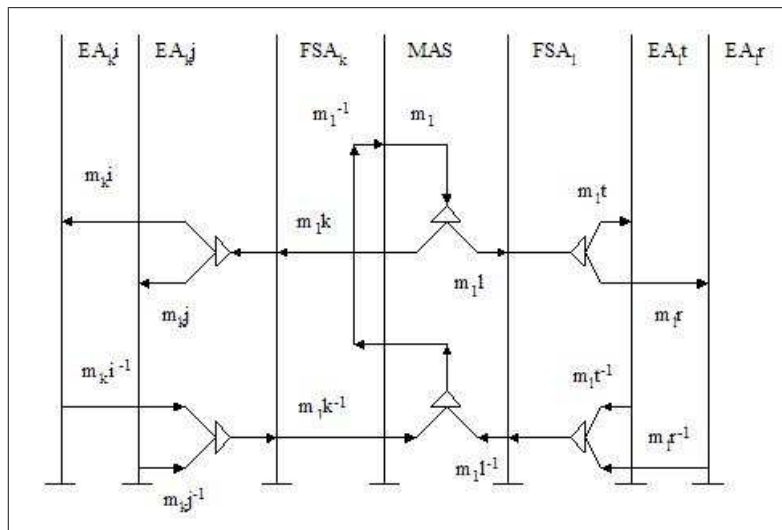 EAₖi EAₖj FSAₖ MAS FSAₗ EAₗt EAₗr
m₁⁻¹ m₁
mₖi m₁t
m₁k
m₁l
mₖj mₗr
mₖi⁻¹ m₁t⁻¹
m₁k⁻¹
mₗr⁻¹
m₁l⁻¹
mₖj⁻¹